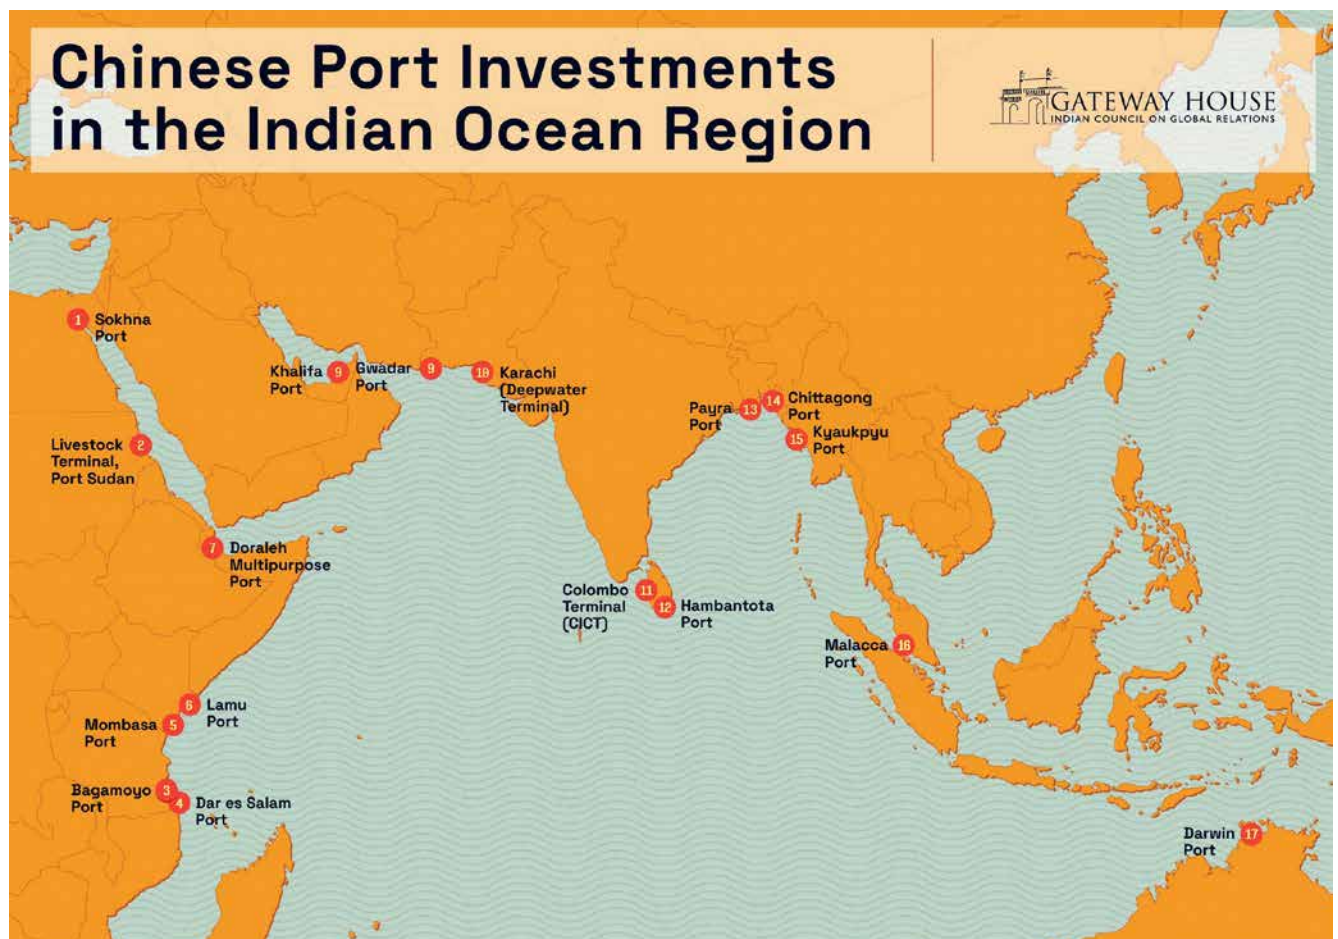 Chinese Port Investments
in the Indian Ocean Region
GATEWAY HOUSE
INDIAN COUNCIL ON GLOBAL RELATIONS
1 Sokhna
Port
Khalifa 9
Port
Gwadar 9
Port
10 Karachi
(Deepwater
Terminal)
Payra 13
Port
14 Chittagong
Port
15 Kyaukpyu
Port
Livestock 2
Terminal,
Port Sudan
7 Doraleh
Multipurpose
Port
Colombo 11
Terminal
(CICT)
12 Hambantota
Port
Malacca 16
Port
6 Lamu
Port
Mombasa 5
Port
Bagamoyo 3
Port
4 Dar es Salam
Port
Darwin 17
Port